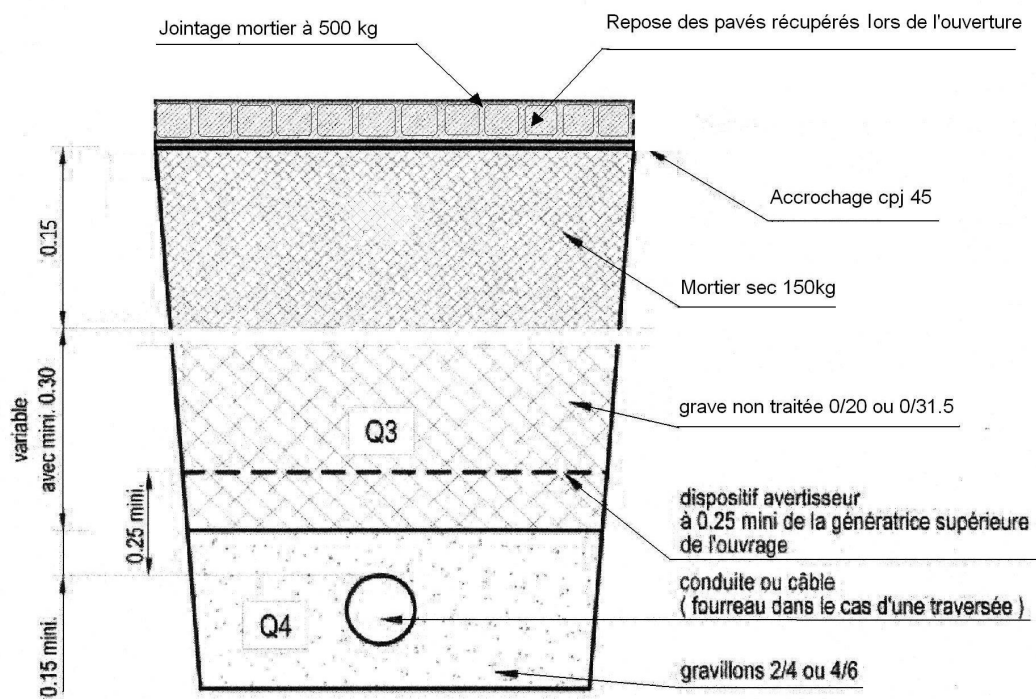 Jointage mortier à 500 kg
Repose des pavés récupérés lors de l'ouverture
Accrochage cpj 45
0.15
Mortier sec 150kg
variable
avec mini. 0.30
grave non traitée 0/20 ou 0/31.5
Q3
0.25 mini.
dispositif avertisseur
à 0.25 mini de la génératrice supérieure
de l'ouvrage
conduite ou câble
( fourreau dans le cas d'une traversée )
Q4
0.15 mini.
gravillons 2/4 ou 4/6